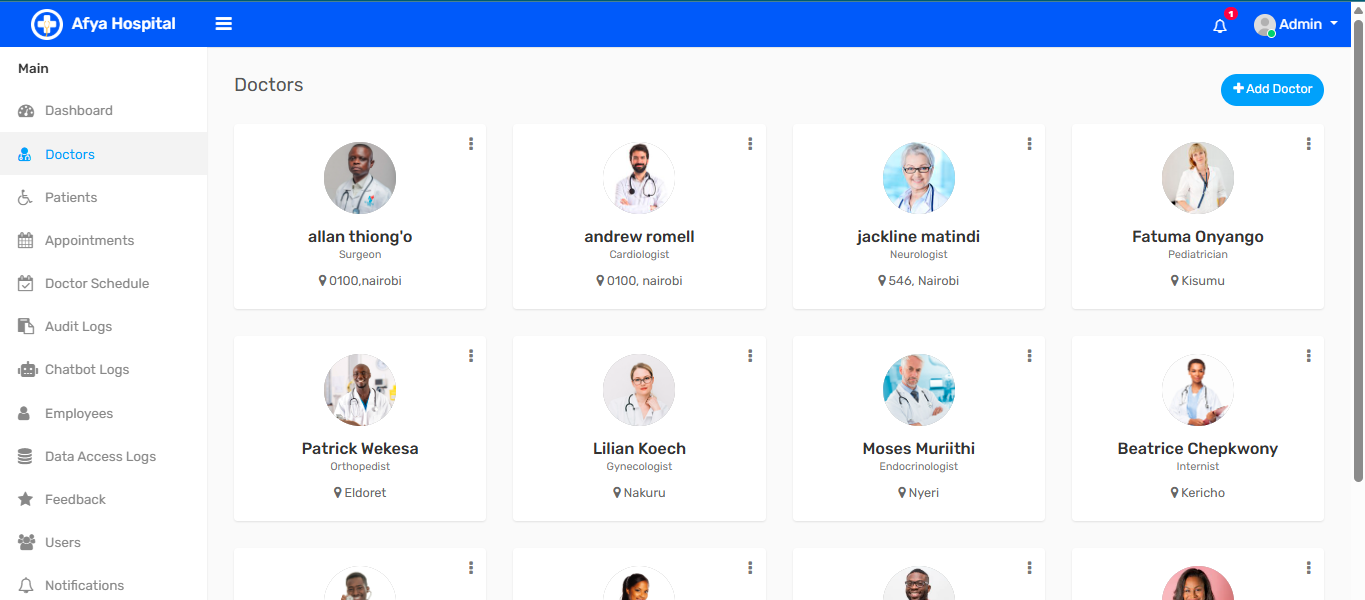 Afya Hospital
1
Admin
Main
Dashboard
Doctors
Patients
Appointments
Doctor Schedule
Audit Logs
Chatbot Logs
Employees
Data Access Logs
Feedback
Users
Notifications
Doctors
Add Doctor
allan thiong'o
Surgeon
0100,nairobi
andrew romell
Cardiologist
0100, nairobi
jackline matindi
Neurologist
546, Nairobi
Fatuma Onyango
Pediatrician
Kisumu
Patrick Wekesa
Orthopedist
Eldoret
Lilian Koech
Gynecologist
Nakuru
Moses Muriithi
Endocrinologist
Nyeri
Beatrice Chepkwony
Internist
Kericho